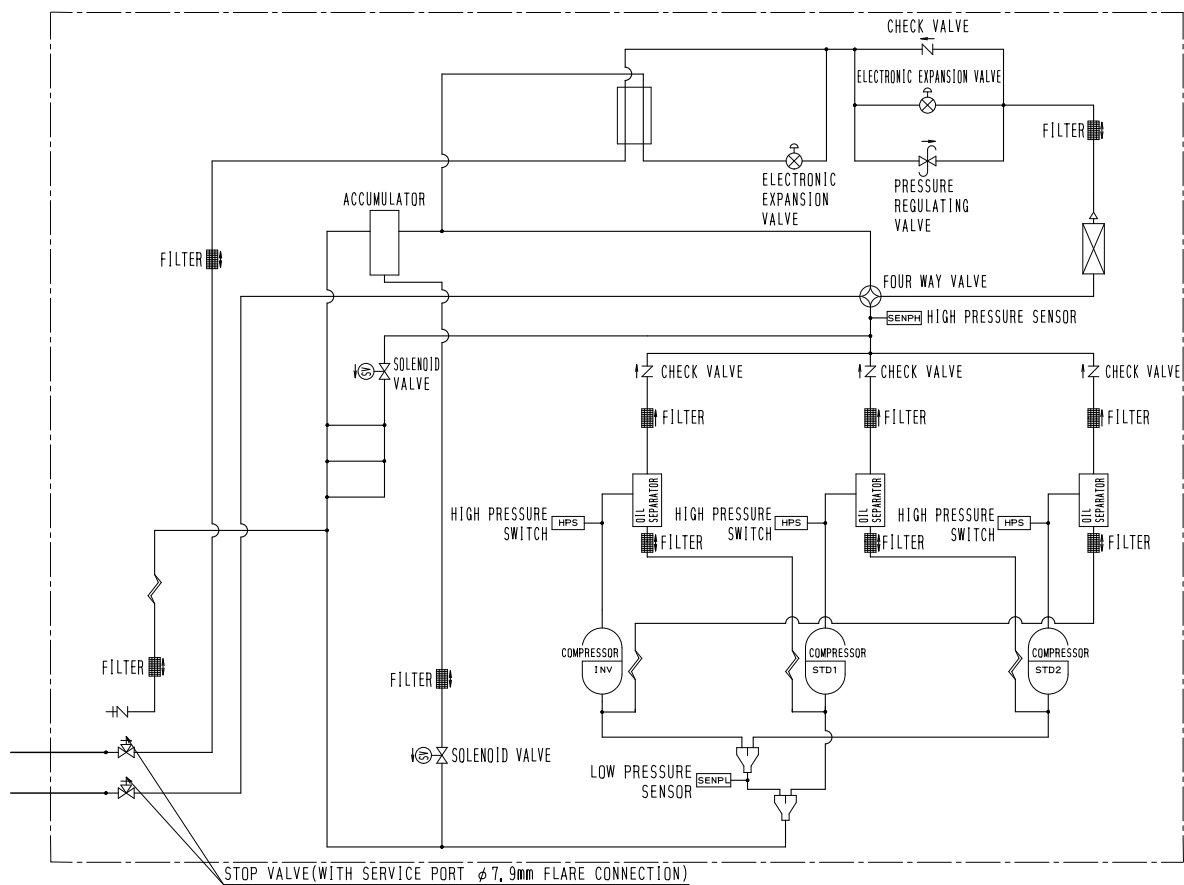 CHECK VALVE
ELECTRONIC EXPANSION VALVE
FILTER
ELECTRONIC
EXPANSION
VALVE
PRESSURE
REGULATING
VALVE
ACCUMULATOR
FILTER
FOUR WAY VALVE
SENPH HIGH PRESSURE SENSOR
SV
SOLENOID
VALVE
CHECK VALVE
CHECK VALVE
CHECK VALVE
FILTER
FILTER
FILTER
OIL
SEPARATOR
OIL
SEPARATOR
OIL
SEPARATOR
HIGH PRESSURE
SWITCH
HPS
HIGH PRESSURE
SWITCH
HPS
HIGH PRESSURE
SWITCH
HPS
FILTER
FILTER
FILTER
COMPRESSOR
INV
COMPRESSOR
STD1
COMPRESSOR
STD2
FILTER
FILTER
SV
SOLENOID VALVE
LOW PRESSURE
SENSOR
SENPL
STOP VALVE(WITH SERVICE PORT φ7,9mm FLARE CONNECTION)